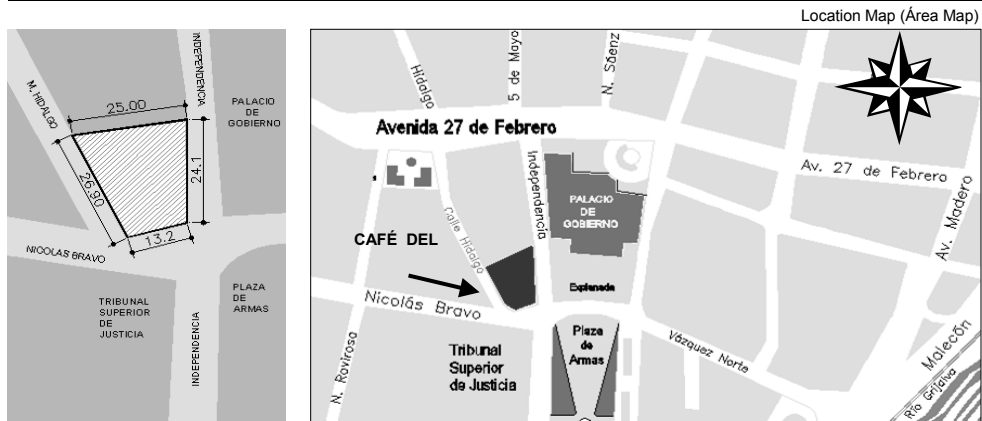 Location Map (Área Map)
INDEPENDENCIA
M. HIDALGO
25.00
PALACIO
DE
GOBIERNO
24.1
26.90
13.2
NICOLAS BRAVO
TRIBUNAL
SUPERIOR
DE
JUSTICIA
INDEPENDENCIA
PLAZA
DE
ARMAS
Hidalgo
5 de Mayo
N. Sáenz
Avenida 27 de Febrero
Av. 27 de Febrero
Independencia
PALACIO
DE
GOBIERNO
Av. Madero
Calle Hidalgo
CAFÉ DEL
Esplanada
Nicolás Bravo
Plaza
de
Armas
Vázquez Norte
N. Rovirosa
Tribunal
Superior
de Justicia
Malecón
Río Grijalva